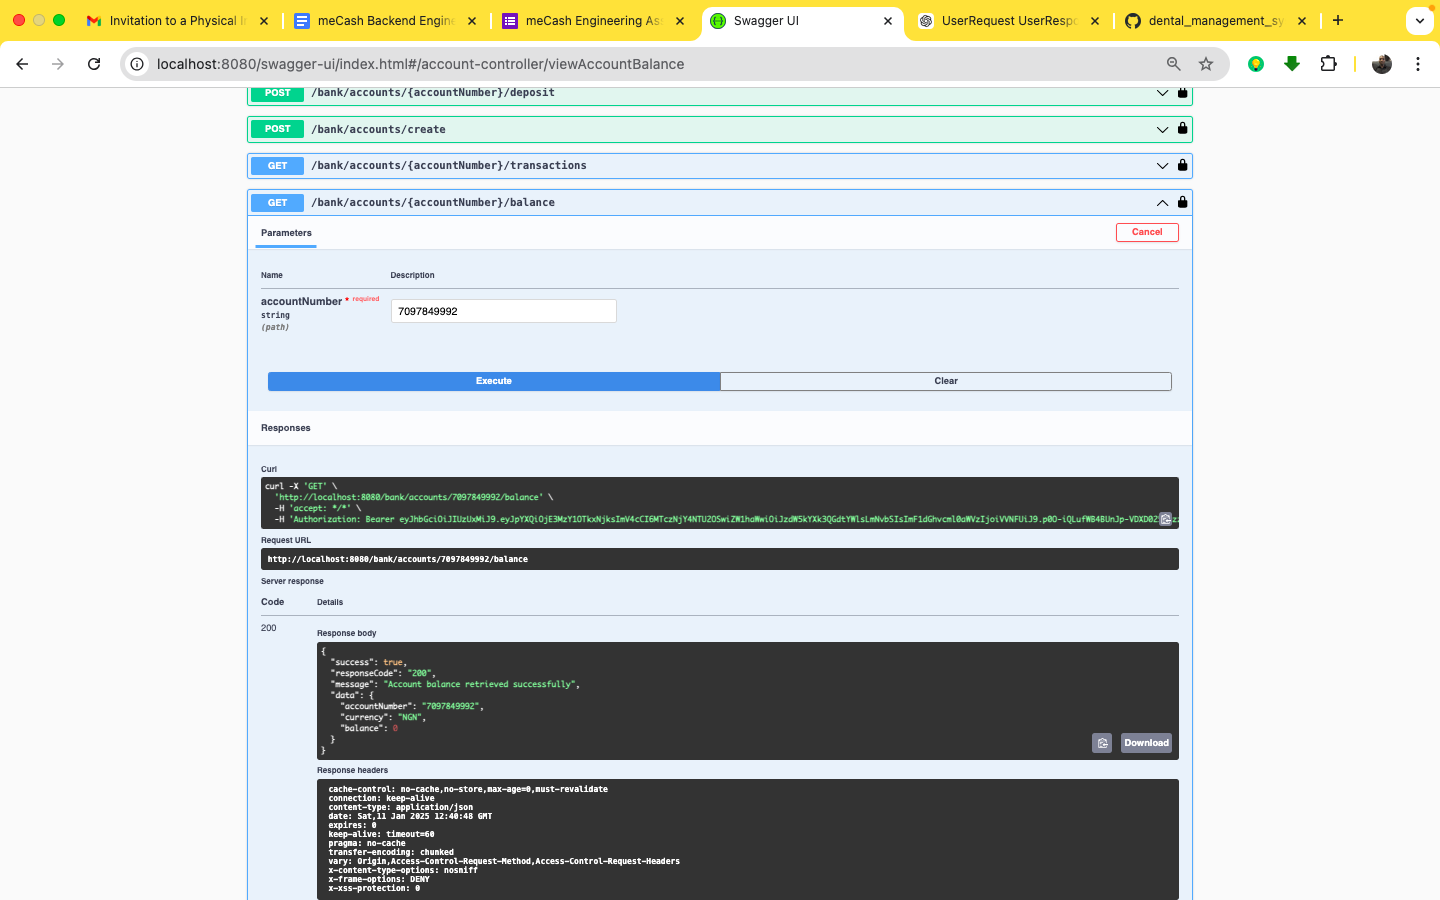 Invitation to a Physical I
meCash Backend Engine
meCash Engineering As
Swagger UI
UserRequest UserResp
dental_management_sy
localhost:8080/swagger-ui/index.html#/account-controller/viewAccountBalance
POST /bank/accounts/{accountNumber}/deposit
POST /bank/accounts/create
GET /bank/accounts/{accountNumber}/transactions
GET /bank/accounts/{accountNumber}/balance
Parameters
Cancel
Name Description
accountNumber * required
string
(path)
7097849992
Execute
Clear
Responses
Curl
curl -X 'GET' \
'http://localhost:8080/bank/accounts/7097849992/balance' \
-H 'accept: */*' \
-H 'Authorization: Bearer
Request URL
http://localhost:8080/bank/accounts/7097849992/balance
Server response
Code Details
200
Response body
{
"success": true,
"responseCode": "200",
"message": "Account balance retrieved successfully",
"data": {
"accountNumber": "7097849992",
"currency": "NGN",
"balance": 0
}
}
Download
Response headers
cache-control: no-cache,no-store,max-age=0,must-revalidate
connection: keep-alive
content-type: application/json
date: Sat,11 Jan 2025 12:40:48 GMT
expires: 0
keep-alive: timeout=60
pragma: no-cache
transfer-encoding: chunked
vary: Origin,Access-Control-Request-Method,Access-Control-Request-Headers
x-content-type-options: nosniff
x-frame-options: DENY
x-xss-protection: 0